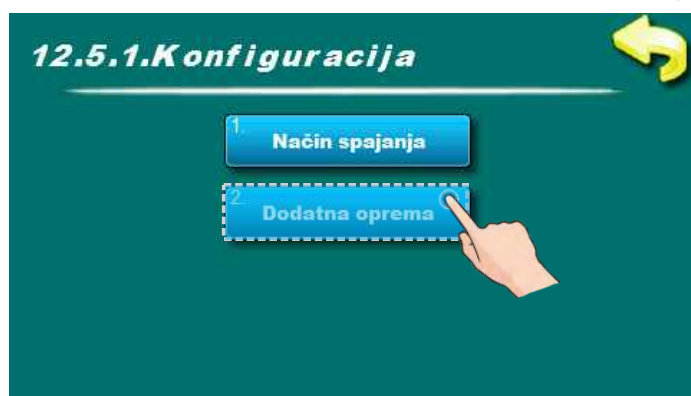 12.5.1.Konfiguracija
1.
Način spajanja
2.
Dodatna oprema